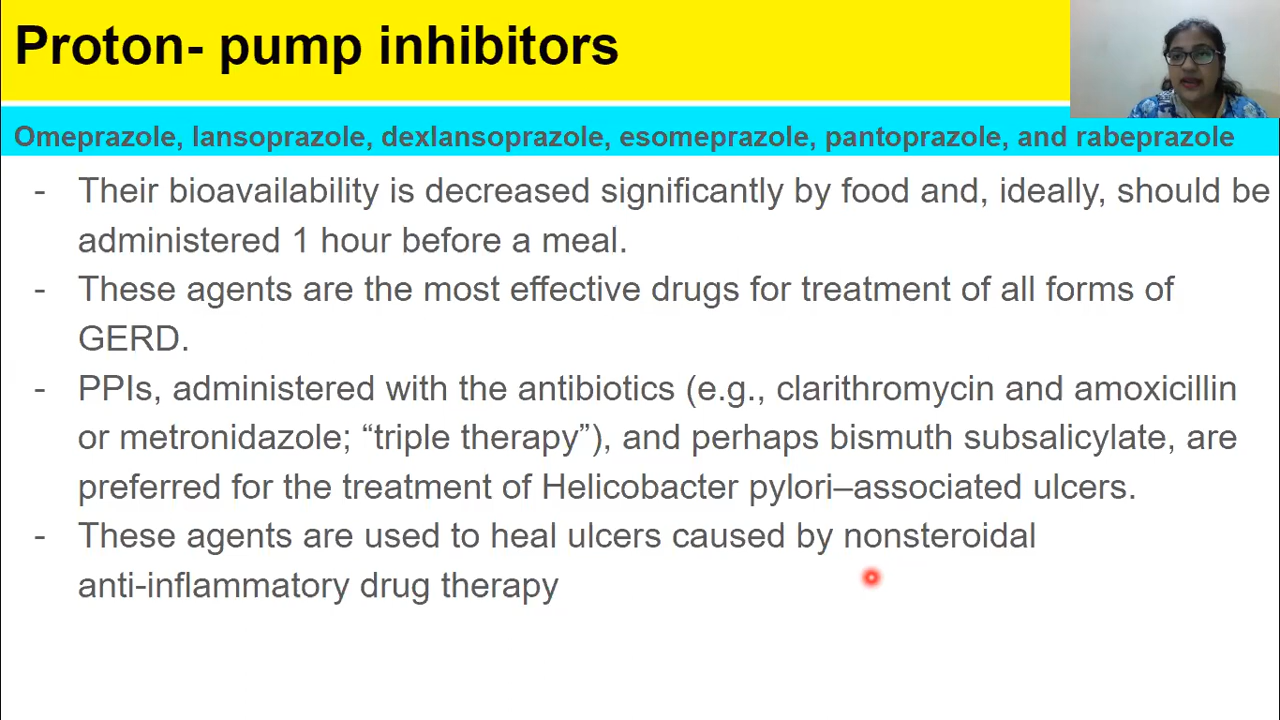 Proton- pump inhibitors
Omeprazole, lansoprazole, dexlansoprazole, esomeprazole, pantoprazole, and rabeprazole
- Their bioavailability is decreased significantly by food and, ideally, should be
administered 1 hour before a meal.
- These agents are the most effective drugs for treatment of all forms of
GERD.
- PPIs, administered with the antibiotics (e.g., clarithromycin and amoxicillin
or metronidazole; “triple therapy”), and perhaps bismuth subsalicylate, are
preferred for the treatment of Helicobacter pylori–associated ulcers.
- These agents are used to heal ulcers caused by nonsteroidal
anti-inflammatory drug therapy